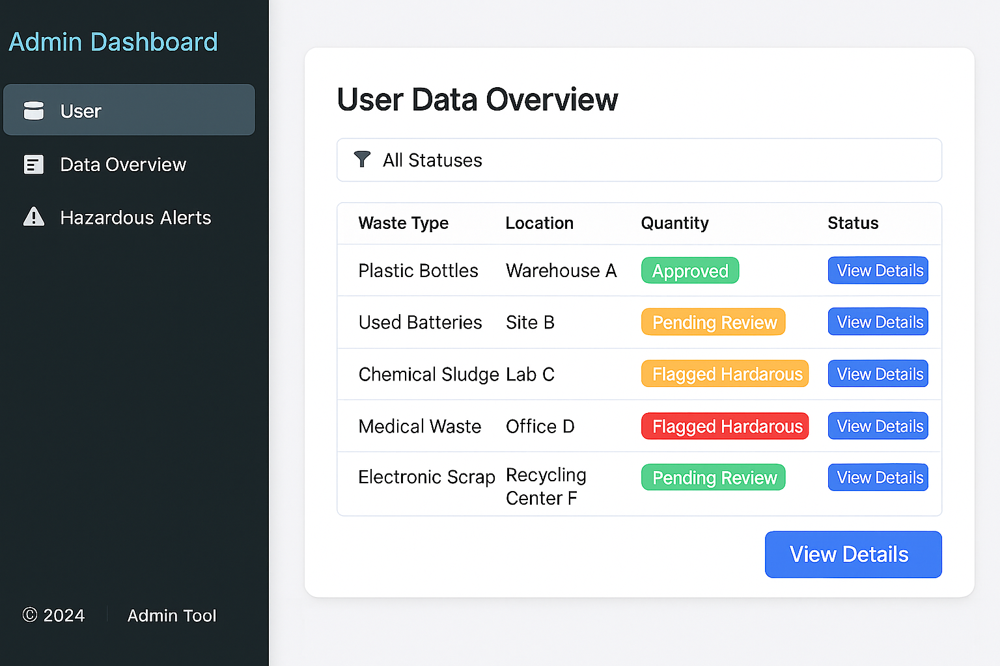 Admin Dashboard
User
Data Overview
Hazardous Alerts
© 2024
Admin Tool
User Data Overview
All Statuses
Waste Type Location Quantity Status
Plastic Bottles Warehouse A Approved View Details
Used Batteries Site B Pending Review View Details
Chemical Sludge Lab C Flagged Hardarous View Details
Medical Waste Office D Flagged Hardarous View Details
Electronic Scrap Recycling Pending Review View Details
Center F
View Details